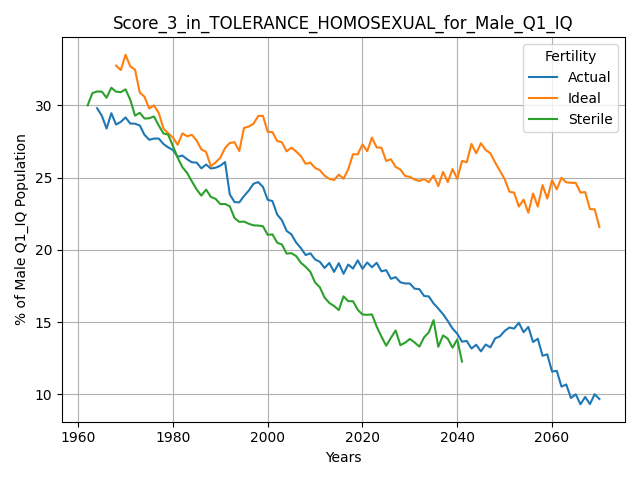 Score_3_in_TOLERANCE_HOMOSEXUAL_for_Male_Q1_IQ
Fertility
Actual
Ideal
Sterile
% of Male Q1_IQ Population
30
25
20
15
10
1960
1980
2000
2020
2040
2060
Years